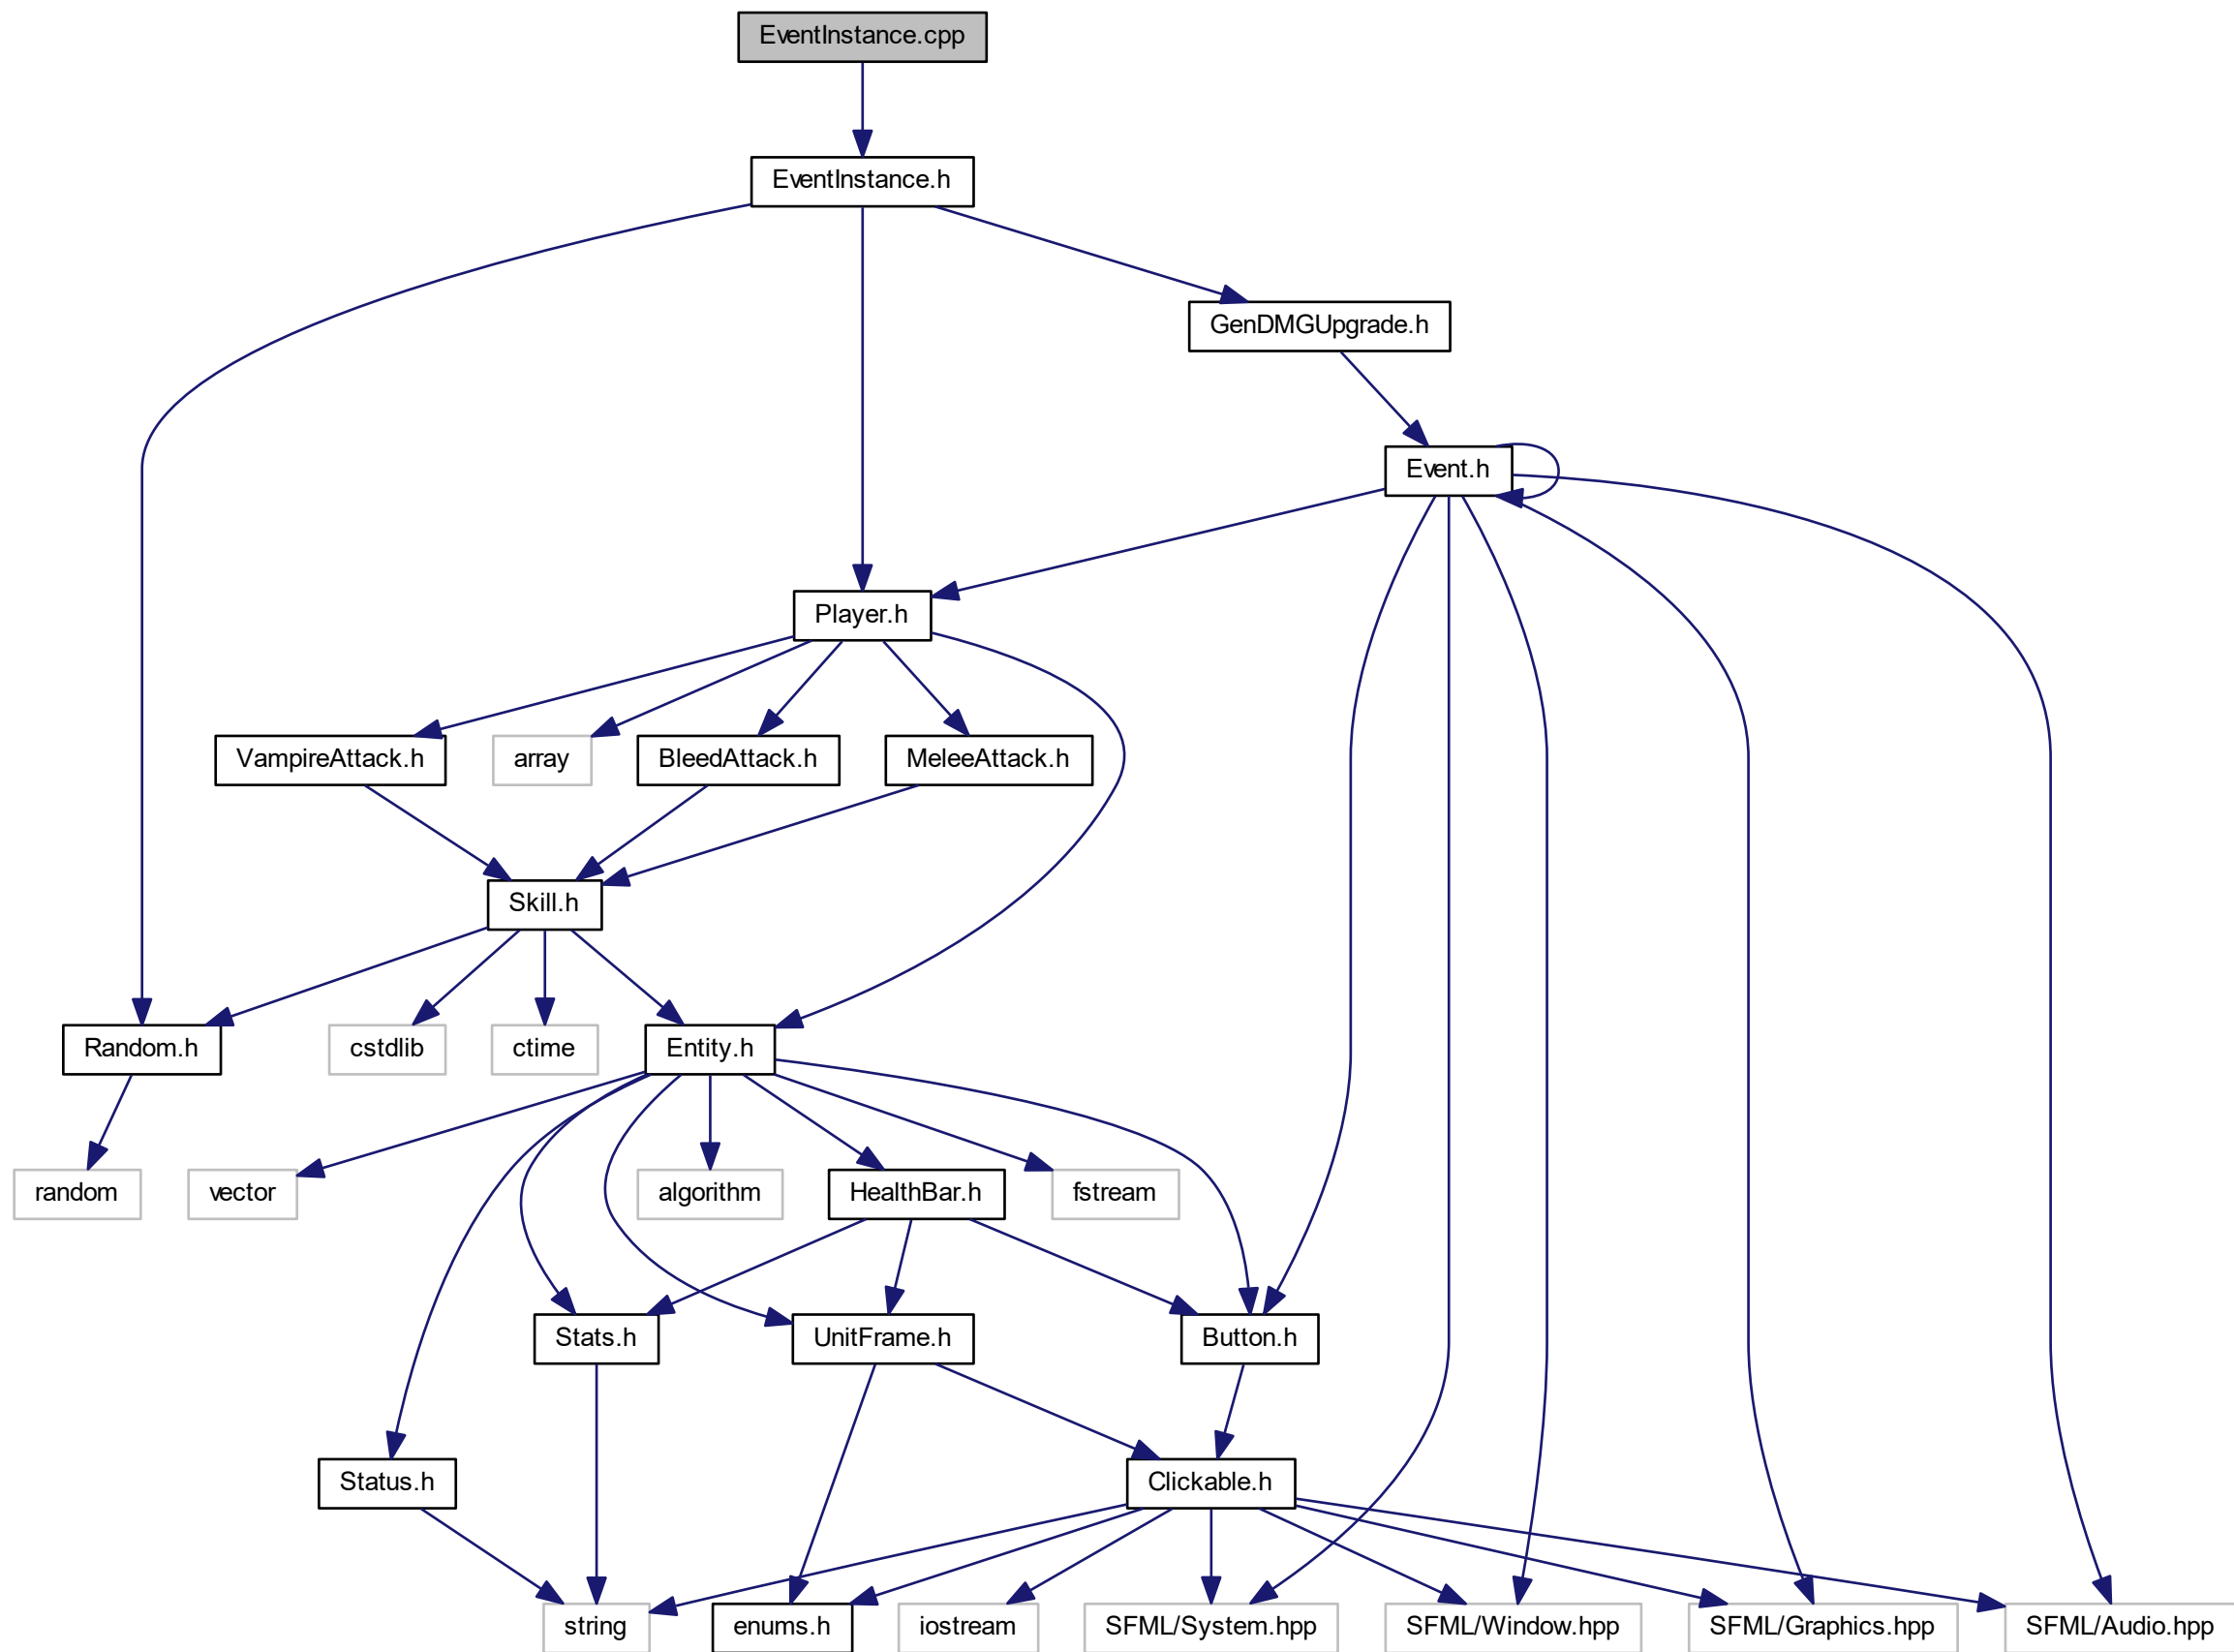 EventInstance.cpp
EventInstance.h
GenDMGUpgrade.h
Event.h
Player.h
VampireAttack.h
array
BleedAttack.h
MeleeAttack.h
Skill.h
Random.h
cstdlib
ctime
Entity.h
random
vector
algorithm
HealthBar.h
fstream
Stats.h
UnitFrame.h
Button.h
Status.h
Clickable.h
string
enums.h
iostream
SFML/System.hpp
SFML/Window.hpp
SFML/Graphics.hpp
SFML/Audio.hpp